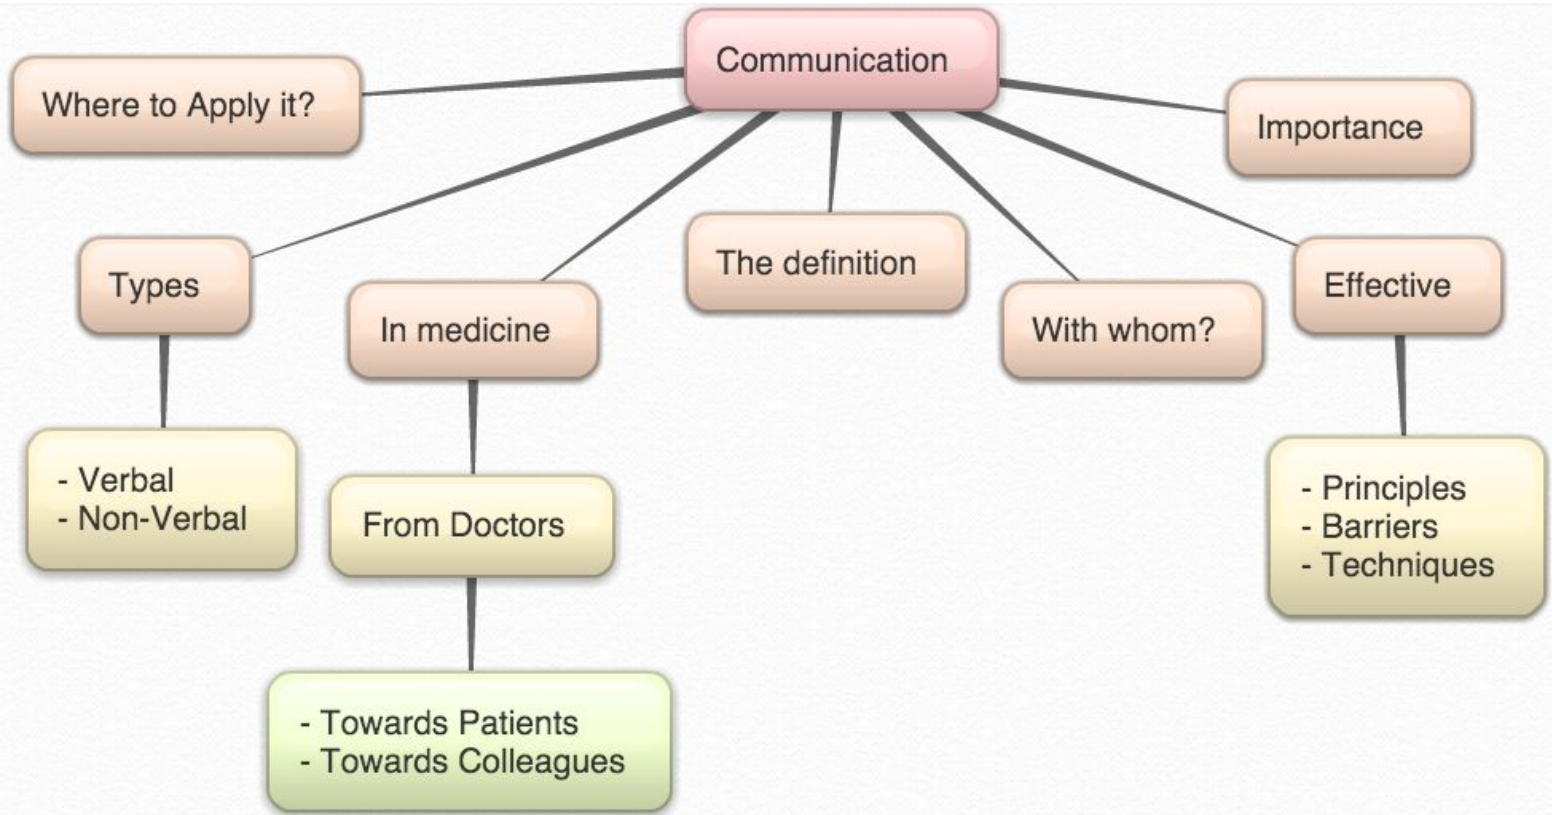 Communication
Where to Apply it?
Importance
Types
In medicine
The definition
With whom?
Effective
- Verbal
- Non-Verbal
From Doctors
- Principles
- Barriers
- Techniques
- Towards Patients
- Towards Colleagues